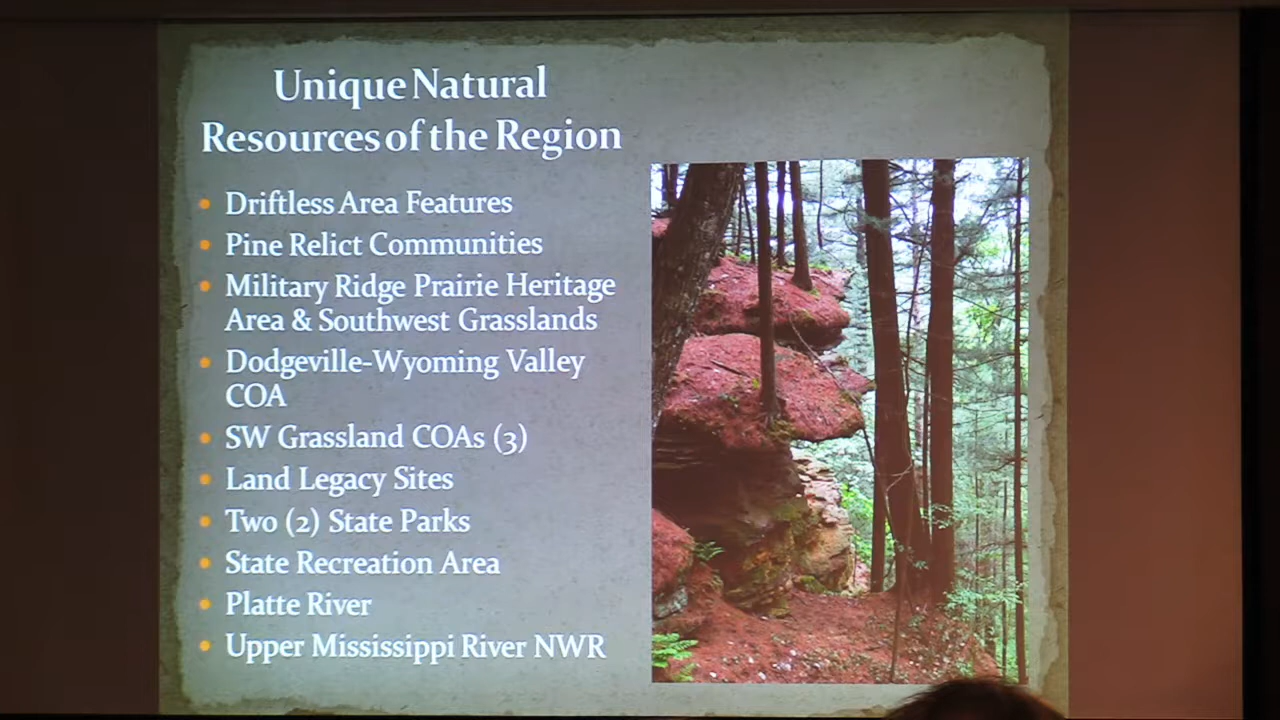 Unique Natural
Resources of the Region
Driftless Area Features
Pine Relict Communities
Military Ridge Prairie Heritage
Area & Southwest Grasslands
Dodgeville-Wyoming Valley
COA
SW Grassland COAs (3)
Land Legacy Sites
Two (2) State Parks
State Recreation Area
Platte River
Upper Mississippi River NWR